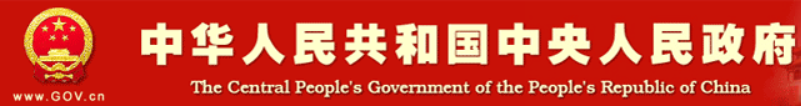 中华人民共和国中央人民政府
www.GOV.cn
The Central People's Government of the People's Republic of China